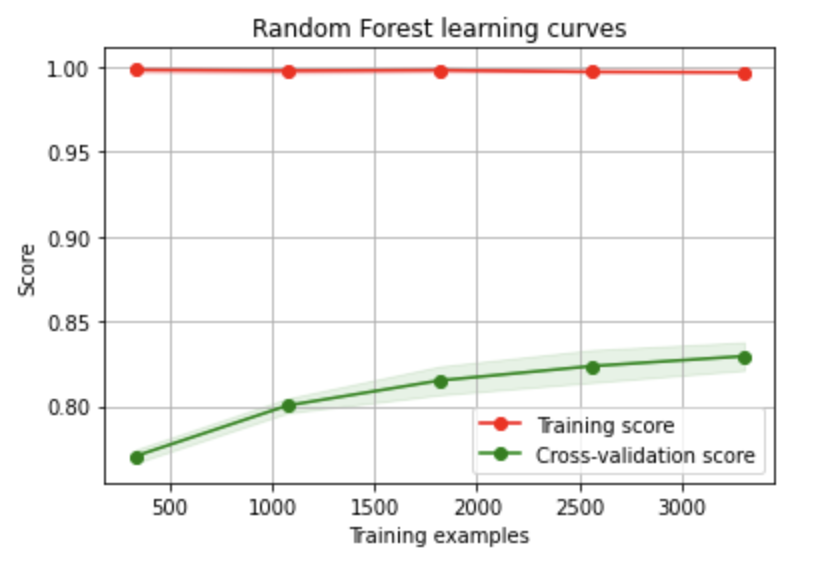 Random Forest learning curves
1.00
0.95
0.90
0.85
0.80
Score
Training score
Cross-validation score
500 1000 1500 2000 2500 3000
Training examples